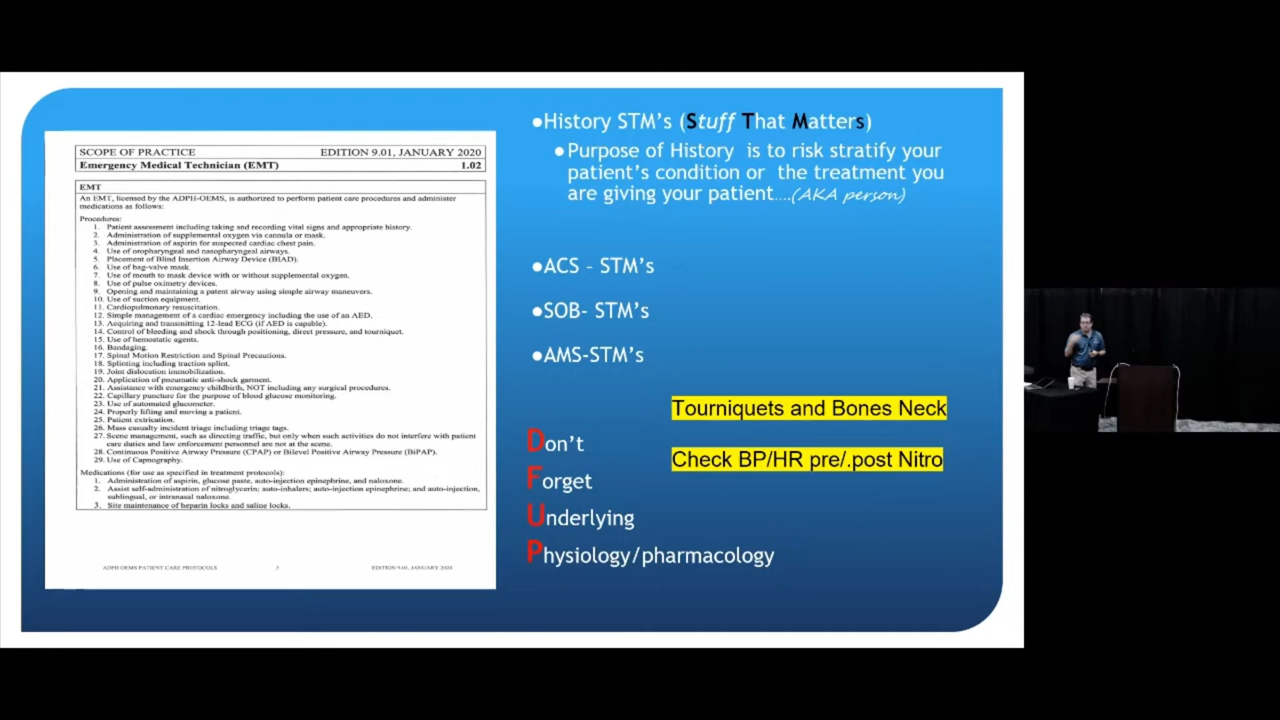 SCOPE OF PRACTICE EDITION 9.01, JANUARY 2020
Emergency Medical Technician (EMT) 1.02
EMT
An EMT, licensed by the ADPH-OEMS, is authorized to perform patient care procedures and administer
medications as follows:
Procedures:
1. Patient assessment including taking and recording vital signs and appropriate history.
2. Administration of supplemental oxygen via cannula or mask.
3. Administration of aspirin for suspected cardiac chest pain.
4. Use of oropharyngeal and nasopharyngeal airways.
5. Placement of Blind Insertion Airway Device (BIAD).
6. Use of bag-valve mask.
7. Use of mouth to mask device with or without supplemental oxygen.
8. Use of pulse oximetry devices.
9. Opening and maintaining a patent airway using simple airway maneuvers.
10. Use of suction equipment.
11. Cardiopulmonary resuscitation.
12. Simple management of a cardiac emergency including the use of an AED.
13. Acquiring and transmitting 12-lead ECG (if AED is capable).
14. Control of bleeding and shock through positioning, direct pressure, and tourniquet.
15. Use of hemostatic agents.
16. Bandaging.
17. Spinal Motion Restriction and Spinal Precautions.
18. Splinting including traction splint.
19. Joint dislocation immobilization.
20. Application of pneumatic anti-shock garment.
21. Assistance with emergency childbirth, NOT including any surgical procedures.
22. Capillary puncture for the purpose of blood glucose monitoring.
23. Use of automated glucometer.
24. Properly lifting and moving a patient.
25. Patient extrication.
26. Mass casualty incident triage including triage tags.
27. Scene management, such as directing traffic, but only when such activities do not interfere with patient
care duties and law enforcement personnel are not at the scene.
28. Continuous Positive Airway Pressure (CPAP) or Bilevel Positive Airway Pressure (BiPAP).
29. Use of Capnography.
Medications (for use as specified in treatment protocols):
1. Administration of aspirin, glucose paste, auto-injection epinephrine, and naloxone.
2. Assist self-administration of nitroglycerin; auto-inhalers; auto-injection epinephrine; and auto-injection,
sublingual, or intranasal naloxone.
3. Site maintenance of heparin locks and saline locks.
ADPH OEMS PATIENT CARE PROTOCOLS 5 EDITION 9.01, JANUARY 2020
●History STM's (Stuff That Matters)
●Purpose of History is to risk stratify your
patient's condition or the treatment you
are giving your patient....(AKA person)
●ACS – STM's
●SOB- STM's
●AMS-STM's
Tourniquets and Bones Neck
Don't
Check BP/HR pre/.post Nitro
Forget
Underlying
Physiology/pharmacology